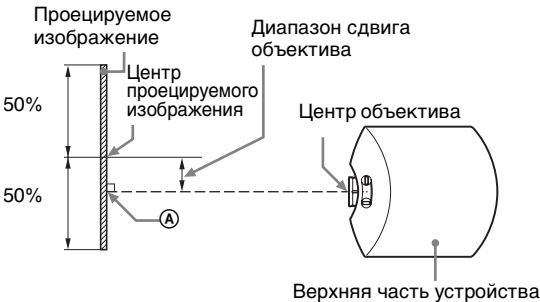 Проецируемое
изображение
Диапазон сдвига
объектива
Центр
проецируемого
изображения
50%
Центр объектива
50%
A
Верхняя часть устройства